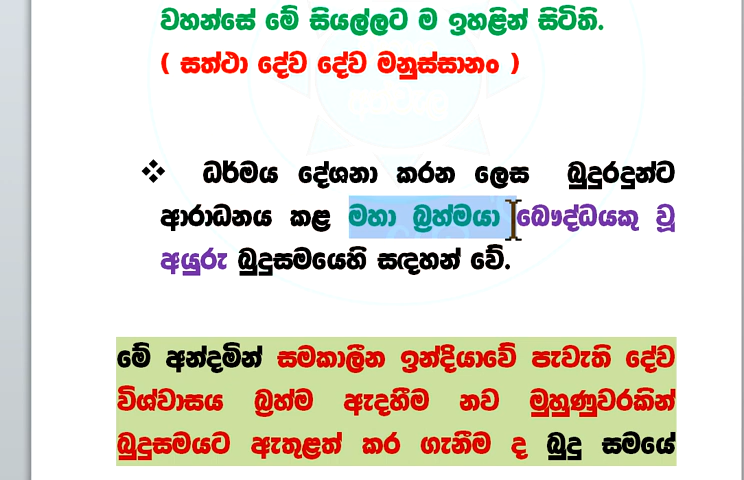 වහන්සේ මේ සියල්ලට ම ඉහළින් සිටිති.
( සත්ථා දේව දේව මනුස්සානං )
❖ ධර්මය දේශනා කරන ලෙස බුදුරදුන්ට
ආරාධනය කළ මහා බ්‍රහ්මයා බෞද්ධයකු වූ
අයුරු බුදුසමයෙහි සඳහන් වේ.
මේ අන්දමින් සමකාලීන ඉන්දියාවේ පැවැති දේව
විශ්වාසය බ්‍රහ්ම ඇදහීම නව මුහුණුවරකින්
බුදුසමයට ඇතුළත් කර ගැනීම ද බුදු සමයේ